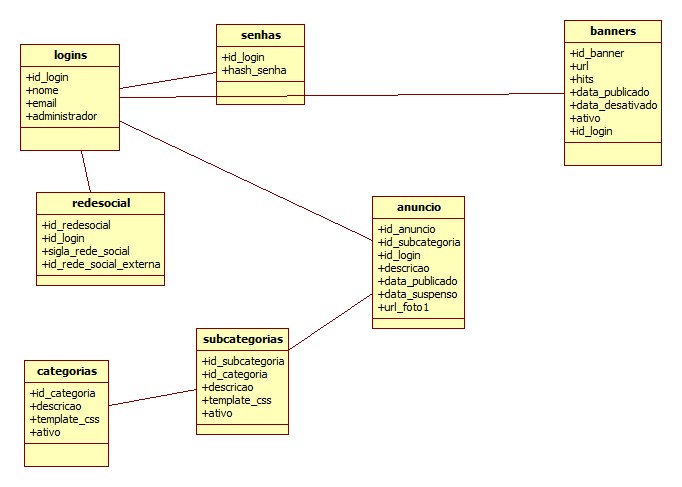 logins
+id_login
+nome
+email
+administrador
senhas
+id_login
+hash_senha
banners
+id_banner
+url
+hits
+data_publicado
+data_desativado
+ativo
+id_login
redesocial
+id_redesocial
+id_login
+sigla_rede_social
+id_rede_social_externa
anuncio
+id_anuncio
+id_subcategoria
+id_login
+descricao
+data_publicado
+data_suspenso
+url_foto1
subcategorias
+id_subcategoria
+id_categoria
+descricao
+template_css
+ativo
categorias
+id_categoria
+descricao
+template_css
+ativo